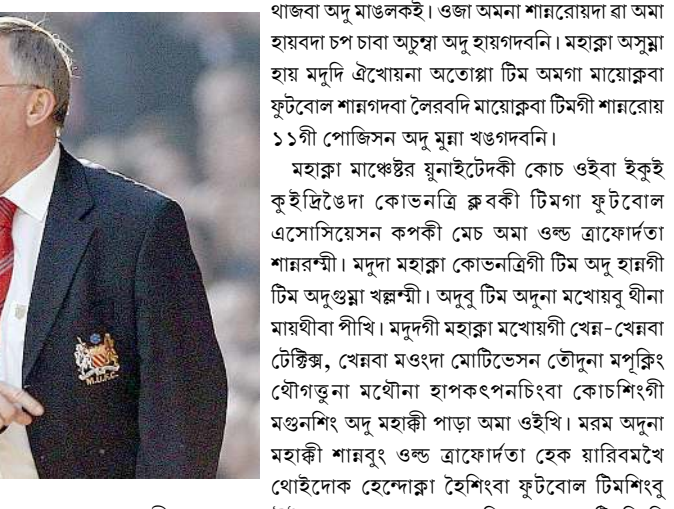 থাজবা অদু মাঙলকই। ওজা অমনা শান্নরোয়দা ৱা অমা
হায়বদা চপ চাবা অচুম্বা অদু হায়গদবনি। মহাক্না অসুম্না
হায় মদুদি ঐখোয়না অতোপ্পা টিম অমগা মায়োক্নবা
ফুটবোল শান্নগদবা লৈরবদি মায়োক্নবা টিমগী শান্নরোয়
১১গী পোজিসন অদু মুন্না খঙগদবনি।
মহাক্না মাঞ্চেষ্টর য়ুনাইটেদকী কোচ ওইবা ইকুই
কুইদ্রিঙৈদা কোভনত্রি ক্লবকী টিমগা ফুটবোল
এসোসিয়েসন কপকী মেচ অমা ওল্ড ত্রাফোর্দতা
শান্নরম্মী। মদুদা মহাক্না কোভনত্রিগী টিম অদু হান্নগী
টিম অদুগুম্না খল্লম্মী। অদুবু টিম অদুনা মখোয়বু থীনা
মায়থীবা পীখি। মদুদগী মহাক্না মখোয়গী খেন্ন-খেন্নবা
টেক্টিক্স, খেন্নবা মওংদা মোটিভেসন তৌদুনা মপূক্নিং
থৌগত্তুনা মথৌনা হাপকৎপনচিংবা কোচশিংগী
মগুনশিং অদু মহাক্কী পাড়া অমা ওইখি। মরম অদুনা
মহাক্কী শান্নবুং ওল্ড ত্রাফোর্দতা হেক য়ারিবমখৈ
থোইদোক হেন্দোক্না হৈশিংবা ফুটবোল টিমশিংবু
M.U.F.C.